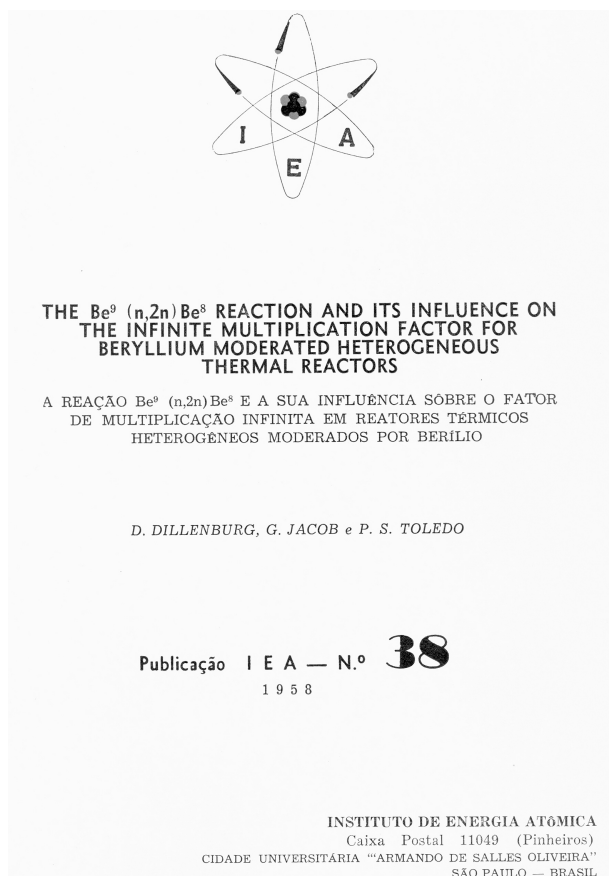 I A
E
THE Be⁹ (n,2n)Be⁸ REACTION AND ITS INFLUENCE ON
THE INFINITE MULTIPLICATION FACTOR FOR
BERYLLIUM MODERATED HETEROGENEOUS
THERMAL REACTORS
A REAÇÃO Be⁹ (n,2n)Be⁸ E A SUA INFLUÊNCIA SÔBRE O FATOR
DE MULTIPLICAÇÃO INFINITA EM REATORES TÉRMICOS
HETEROGÊNEOS MODERADOS POR BERÍLIO
D. DILLENBURG, G. JACOB e P. S. TOLEDO
Publicação I E A — N.º 38
1958
INSTITUTO DE ENERGIA ATôMICA
Caixa Postal 11049 (Pinheiros)
CIDADE UNIVERSITÁRIA "'ARMANDO DE SALLES OLIVEIRA"
SÃO PAULO — BRASIL